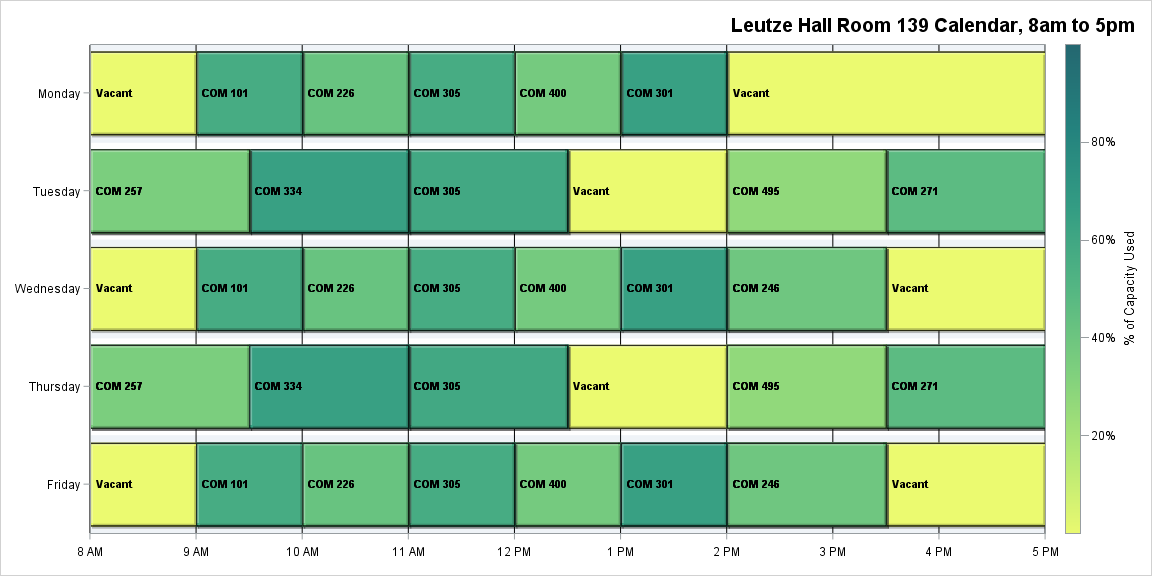 Leutze Hall Room 139 Calendar, 8am to 5pm
Monday
Vacant
COM 101
COM 226
COM 305
COM 400
COM 301
Vacant
Tuesday
COM 257
COM 334
COM 305
Vacant
COM 495
COM 271
Wednesday
Vacant
COM 101
COM 226
COM 305
COM 400
COM 301
COM 246
Vacant
Thursday
COM 257
COM 334
COM 305
Vacant
COM 495
COM 271
Friday
Vacant
COM 101
COM 226
COM 305
COM 400
COM 301
COM 246
Vacant
8 AM
9 AM
10 AM
11 AM
12 PM
1 PM
2 PM
3 PM
4 PM
5 PM
80%
60%
40%
20%
% of Capacity Used